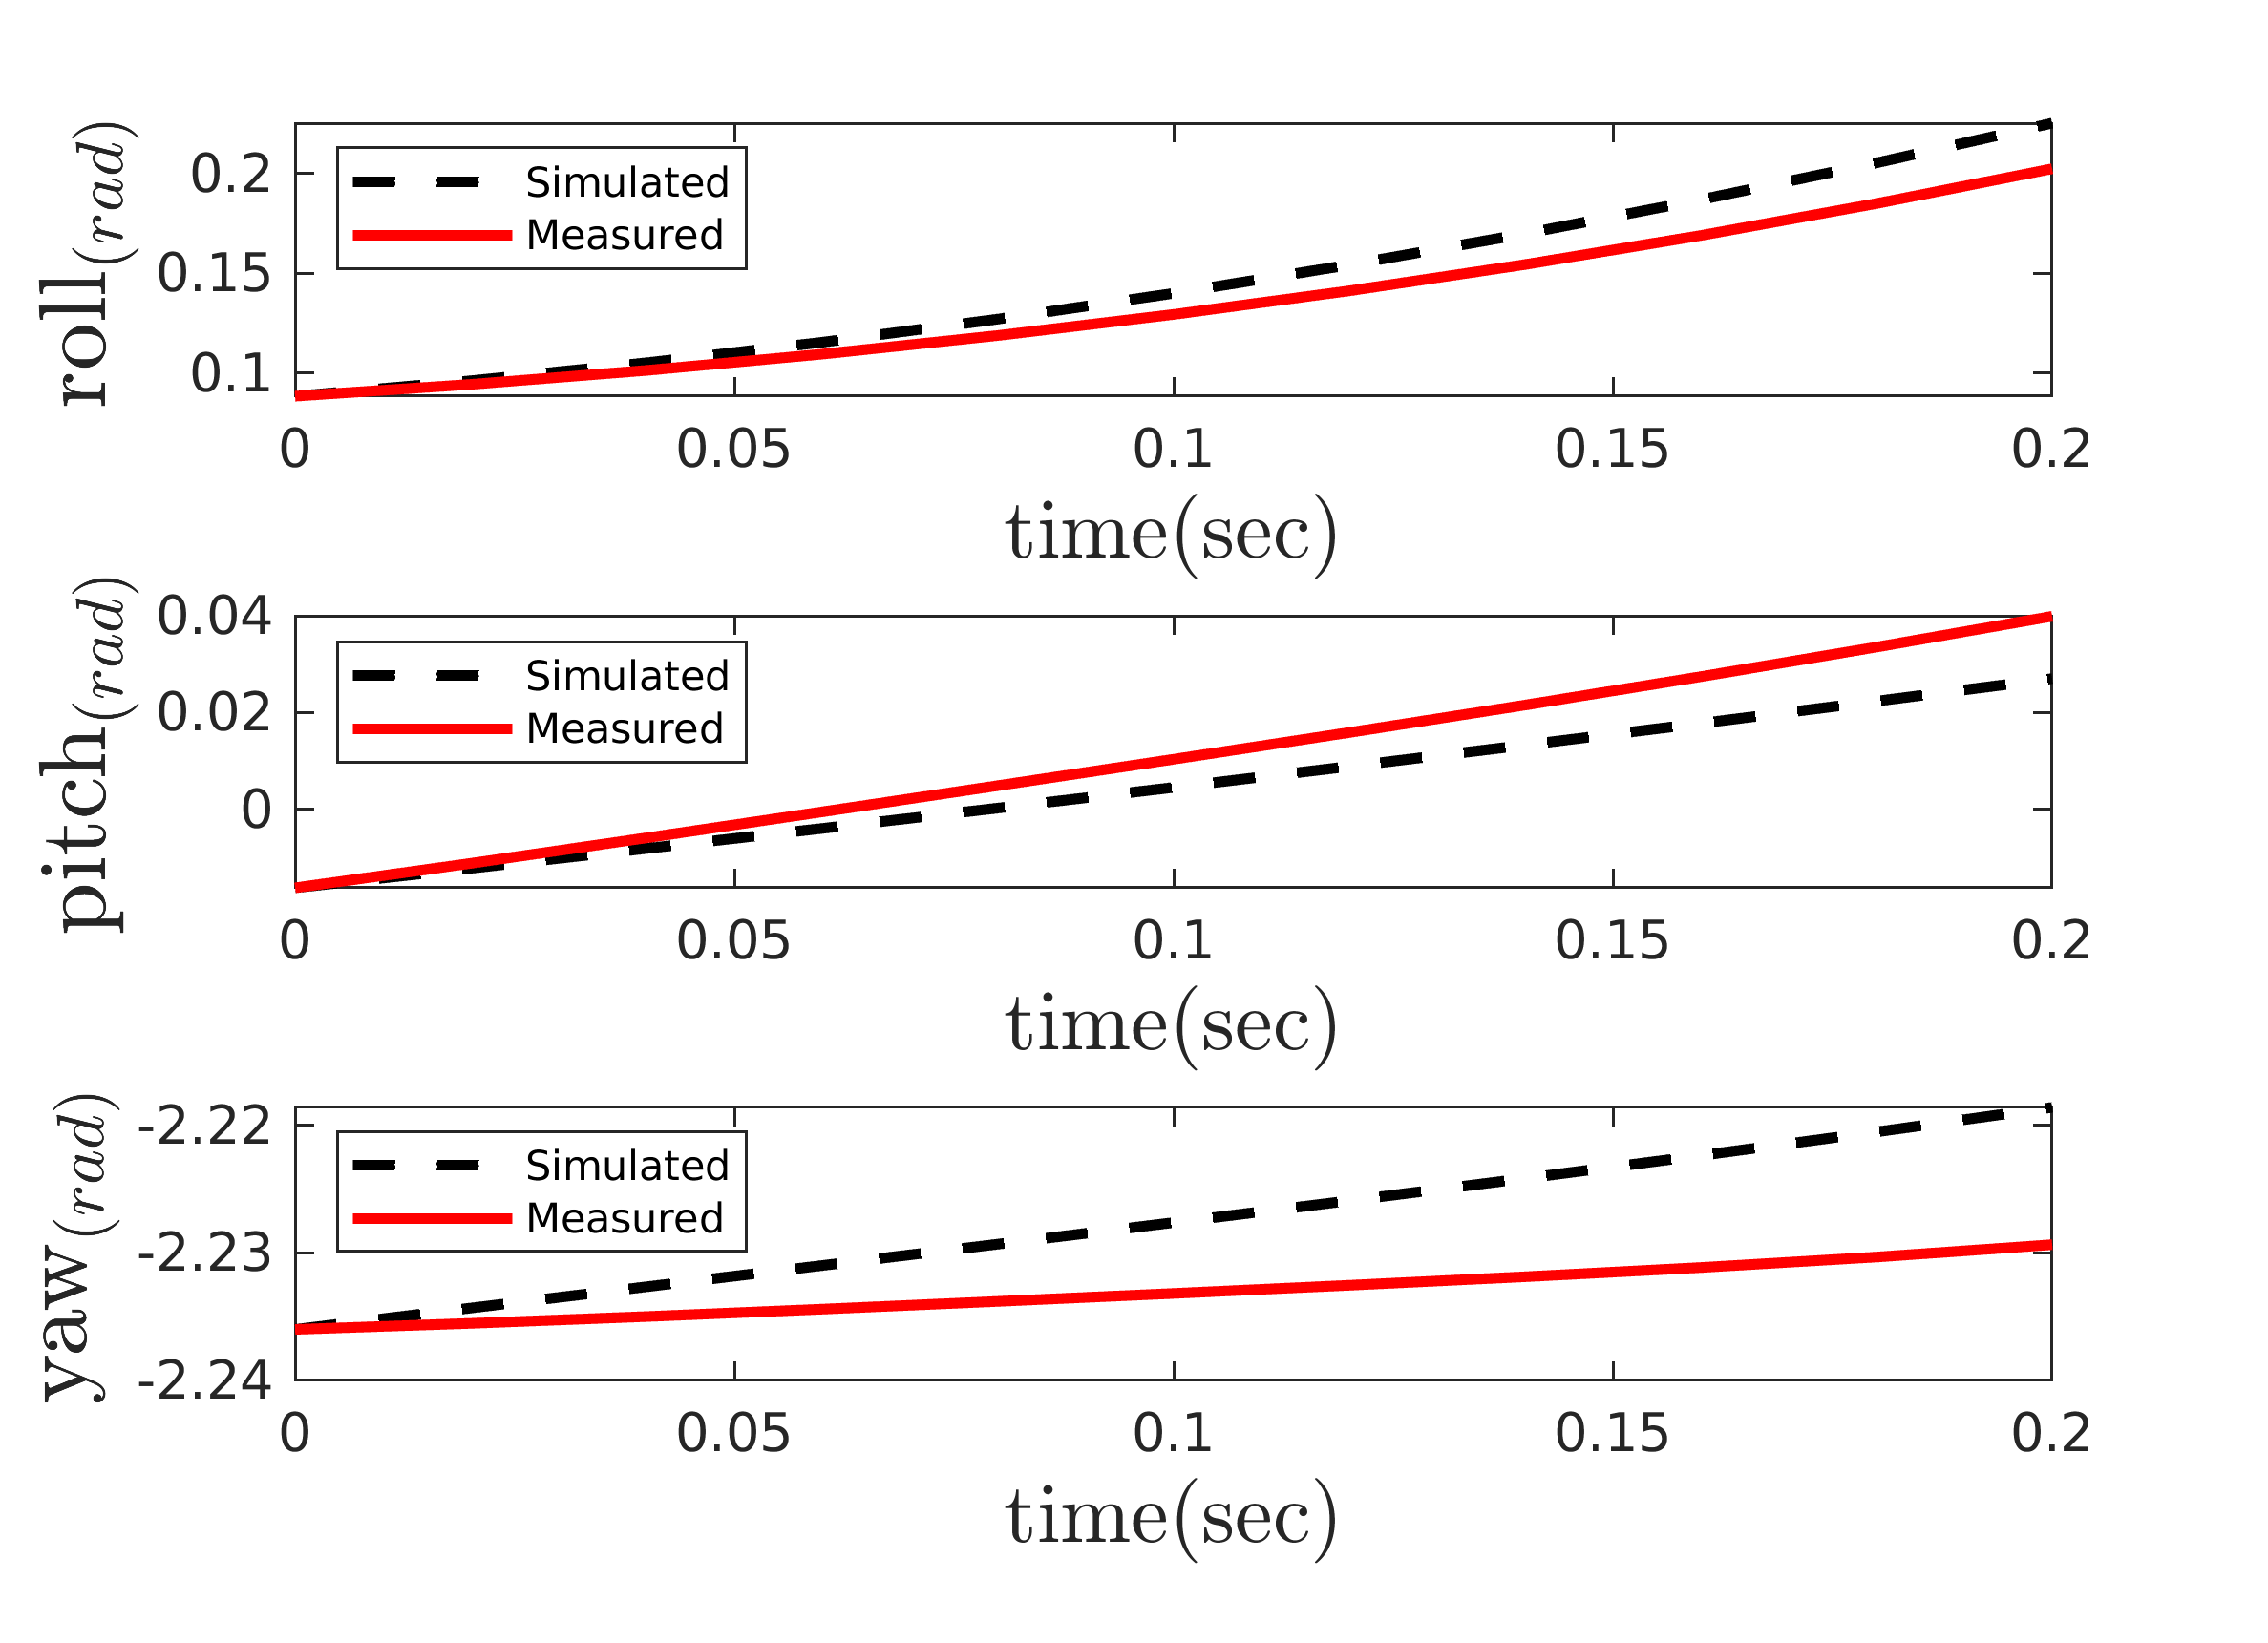 roll(rad)
0.2
0.15
0.1
Simulated
Measured
0 0.05 0.1 0.15 0.2
time(sec)
pitch(rad)
0.04
0.02
0
Simulated
Measured
0 0.05 0.1 0.15 0.2
time(sec)
yaw(rad)
-2.22
-2.23
-2.24
Simulated
Measured
0 0.05 0.1 0.15 0.2
time(sec)